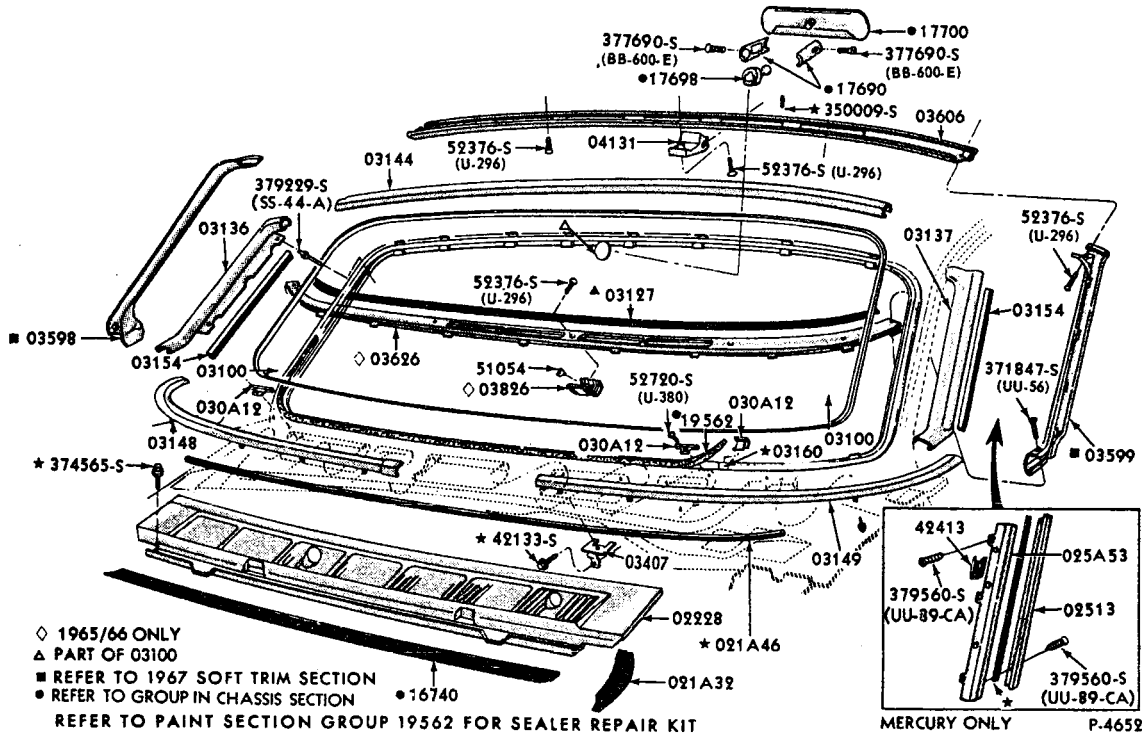 ● 17700
377690-S
(BB-600-E)
377690-S
(BB-600-E)
● 17698
● 17690
★ 350009-S
03606
52376-S
(U-296)
04131
52376-S (U-296)
03144
379229-S
(SS-44-A)
03136
52376-S
(U-296)
03137
52376-S
(U-296)
△
▲
03127
03154
■ 03598
03154
03100
◇ 03626
51054
◇ 03826
52720-S
(U-380)
371847-S
(UU-56)
030A12
● 19562
030A12
03148
030A12
★ 03160
03100
■ 03599
★ 374565-S
★ 42133-S
03407
03149
42413
025A53
379560-S
(UU-89-CA)
02513
02228
★ 021A46
379560-S
(UU-89-CA)
★
◇ 1965/66 ONLY
△ PART OF 03100
■ REFER TO 1967 SOFT TRIM SECTION
● REFER TO GROUP IN CHASSIS SECTION
● 16740
021A32
REFER TO PAINT SECTION GROUP 19562 FOR SEALER REPAIR KIT
MERCURY ONLY
P-4652